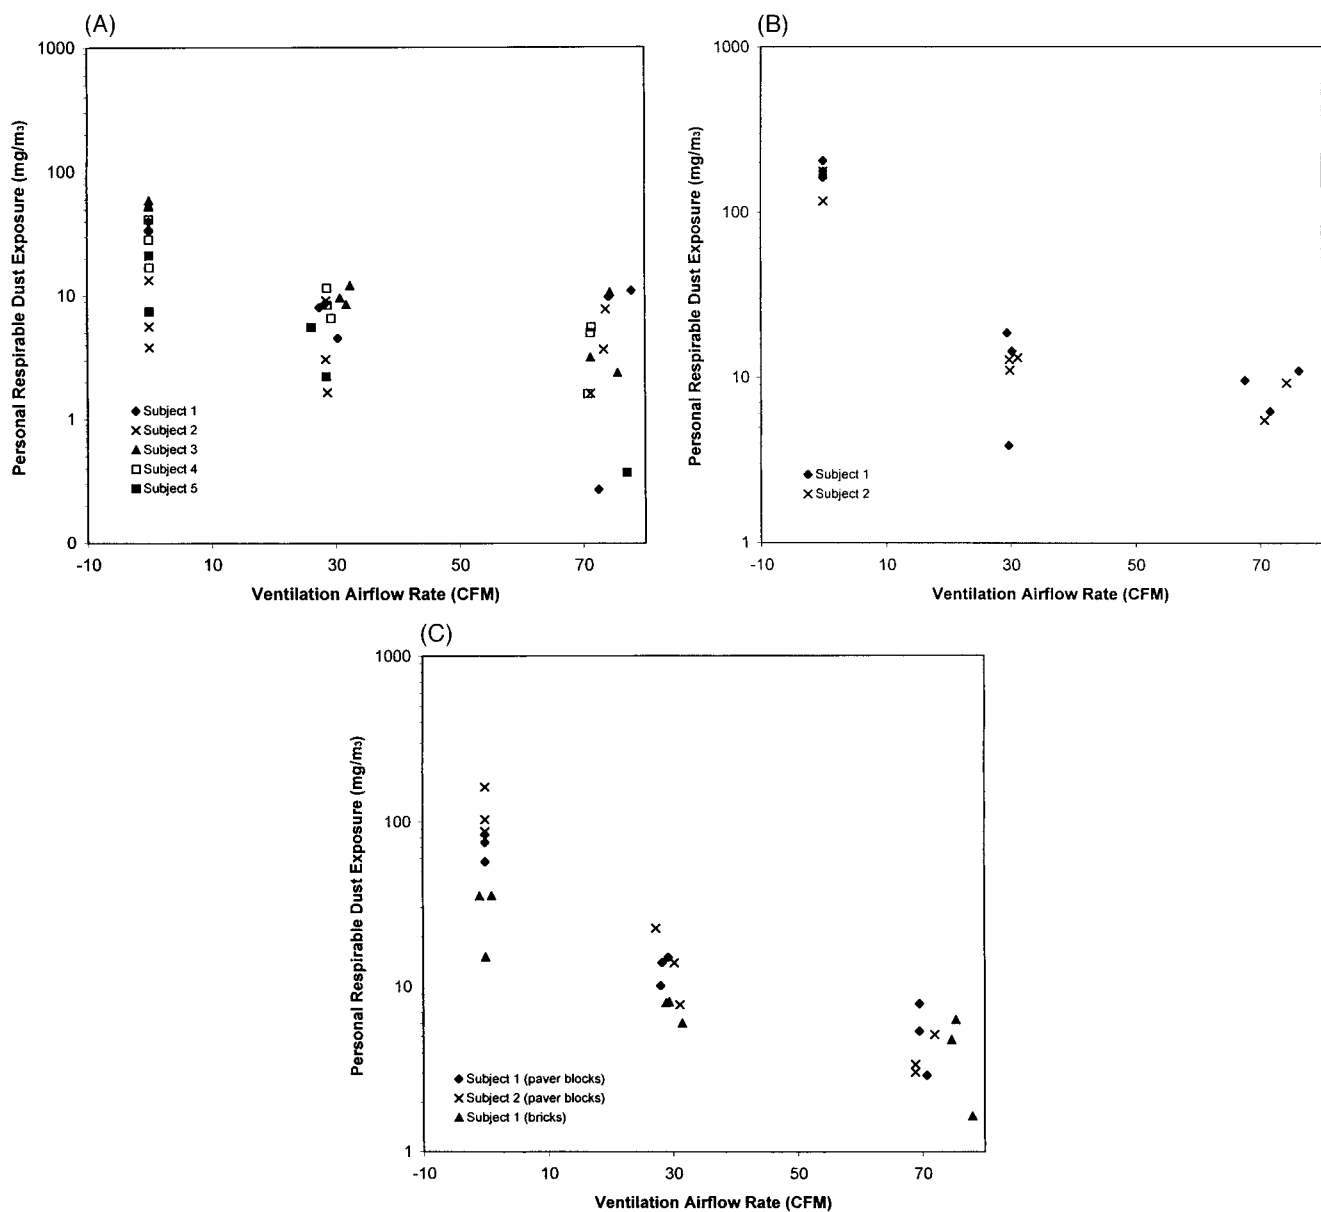 (A)
1000
100
10
1
0
-10
10
30
50
70
Personal Respirable Dust Exposure (mg/m3)
Ventilation Airflow Rate (CFM)
Subject 1
Subject 2
Subject 3
Subject 4
Subject 5
(B)
1000
100
10
1
-10
10
30
50
70
Personal Respirable Dust Exposure (mg/m3)
Ventilation Airflow Rate (CFM)
Subject 1
Subject 2
(C)
1000
100
10
1
-10
10
30
50
70
Personal Respirable Dust Exposure (mg/m3)
Ventilation Airflow Rate (CFM)
Subject 1 (paver blocks)
Subject 2 (paver blocks)
Subject 1 (bricks)